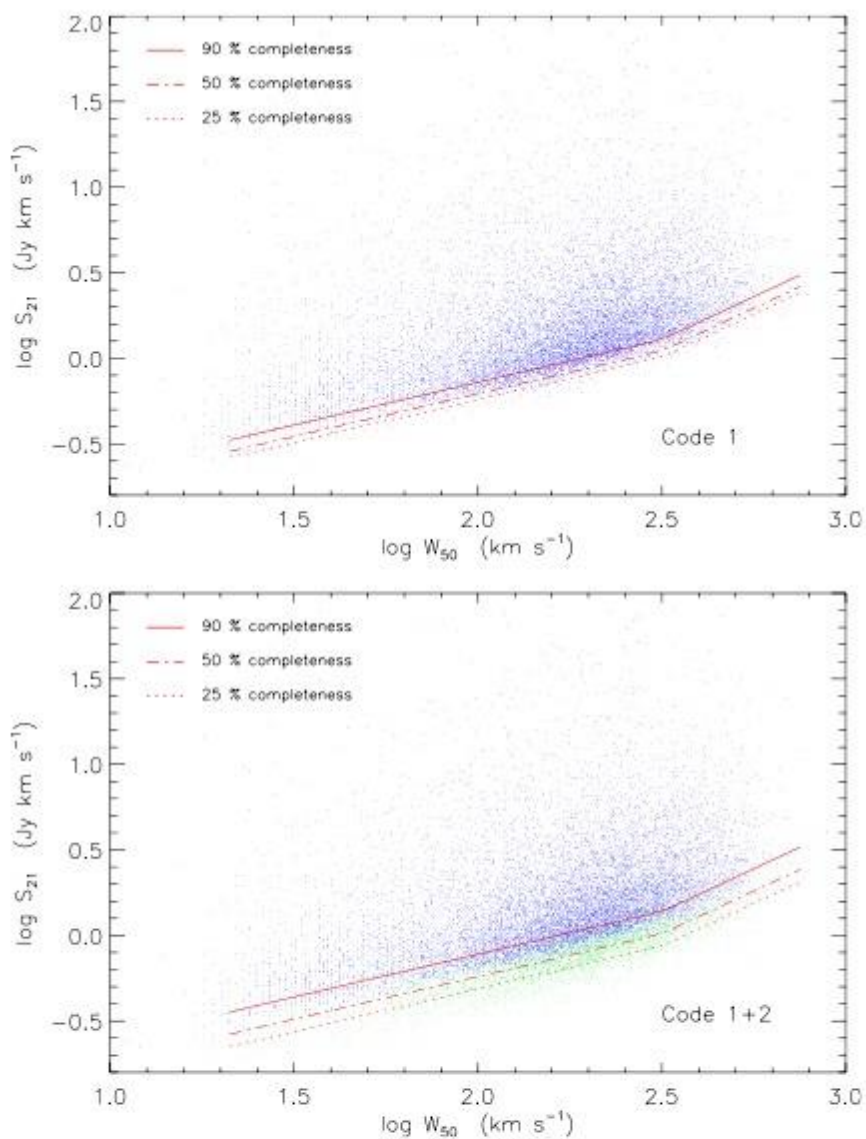 2.0
90 % completeness
50 % completeness
25 % completeness
1.5
1.0
0.5
0.0
−0.5
log S₂₁ (Jy km s⁻¹)
Code 1
1.0 1.5 2.0 2.5 3.0
log W₅₀ (km s⁻¹)
2.0
90 % completeness
50 % completeness
25 % completeness
1.5
1.0
0.5
0.0
−0.5
log S₂₁ (Jy km s⁻¹)
Code 1+2
1.0 1.5 2.0 2.5 3.0
log W₅₀ (km s⁻¹)